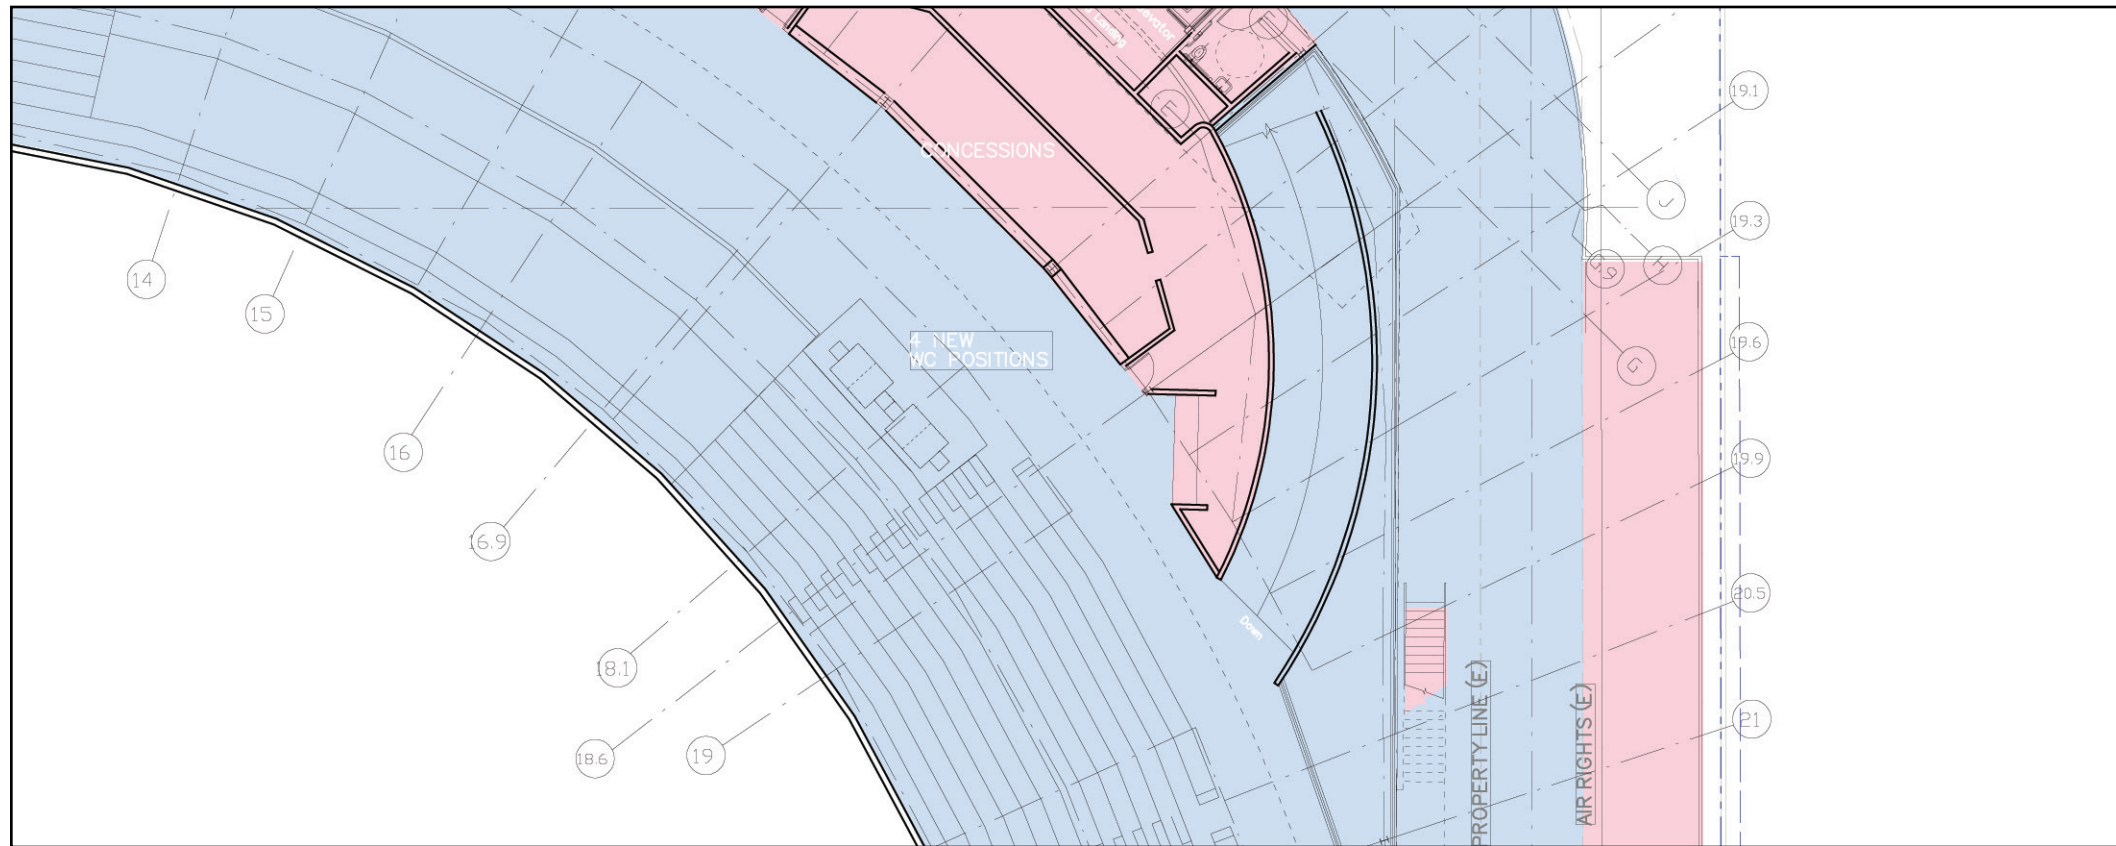 Elevator
Landing
E
E
CONCESSIONS
4 NEW
WC POSITIONS
14
15
16
16.9
18.1
18.6
19
Down
PROPERTY LINE (E)
AIR RIGHTS (E)
J
H
G.9
G
19.1
19.3
19.6
19.9
20.5
21